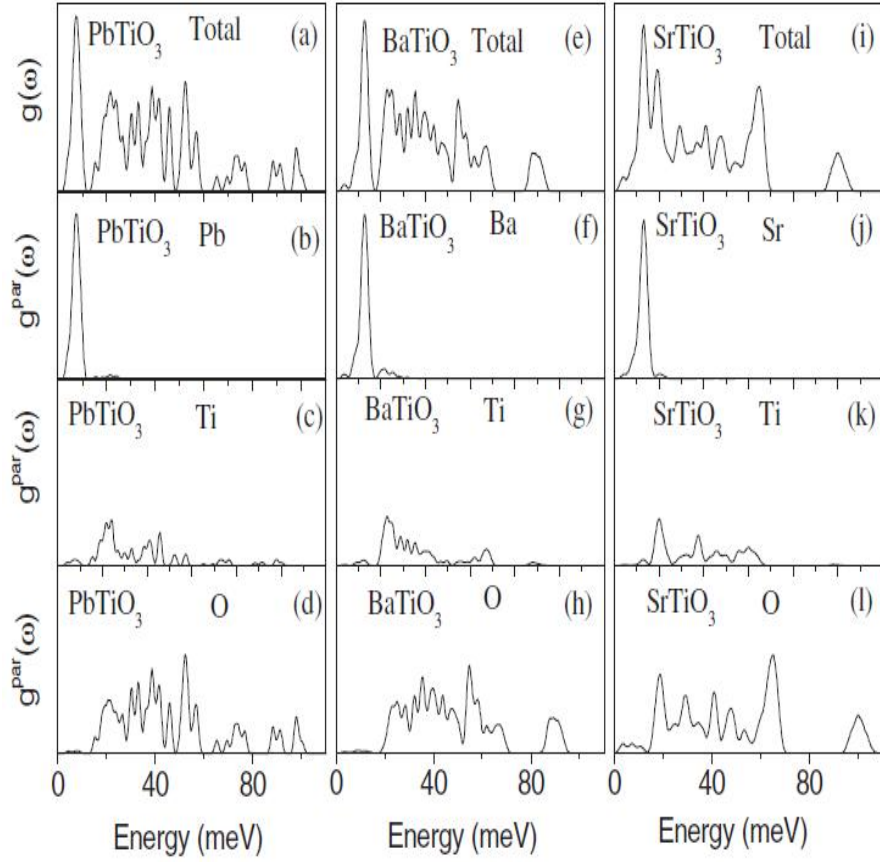 PbTiO₃ Total (a)
BaTiO₃ Total (e)
SrTiO₃ Total (i)
g(ω)
PbTiO₃ Pb (b)
BaTiO₃ Ba (f)
SrTiO₃ Sr (j)
g^par(ω)
PbTiO₃ Ti (c)
BaTiO₃ Ti (g)
SrTiO₃ Ti (k)
g^par(ω)
PbTiO₃ O (d)
BaTiO₃ O (h)
SrTiO₃ O (l)
g^par(ω)
0 40 80 0 40 80 0 40 80
Energy (meV) Energy (meV) Energy (meV)